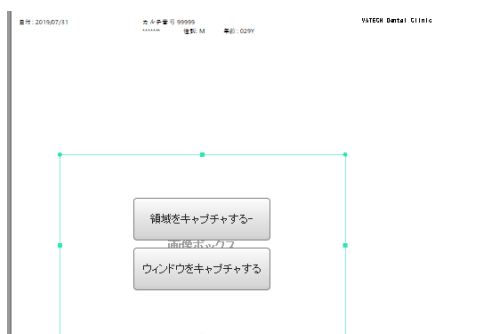 日付: 2019/07/31
カルテ番号 99999
VATECH Dental Clinic
******* 性別: M 年齢: 029Y
領域をキャプチャする-
画像ボックス
ウィンドウをキャプチャする